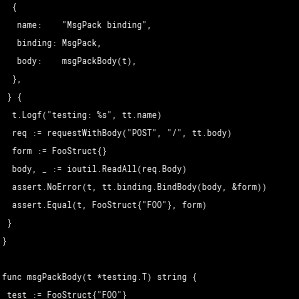 {
name:    "MsgPack binding",
binding: MsgPack,
body:    msgPackBody(t),
},
} {
t.Logf("testing: %s", tt.name)
req := requestWithBody("POST", "/", tt.body)
form := FooStruct{}
body, _ := ioutil.ReadAll(req.Body)
assert.NoError(t, tt.binding.BindBody(body, &form))
assert.Equal(t, FooStruct{"FOO"}, form)
}
}
func msgPackBody(t *testing.T) string {
test := FooStruct{"FOO"}